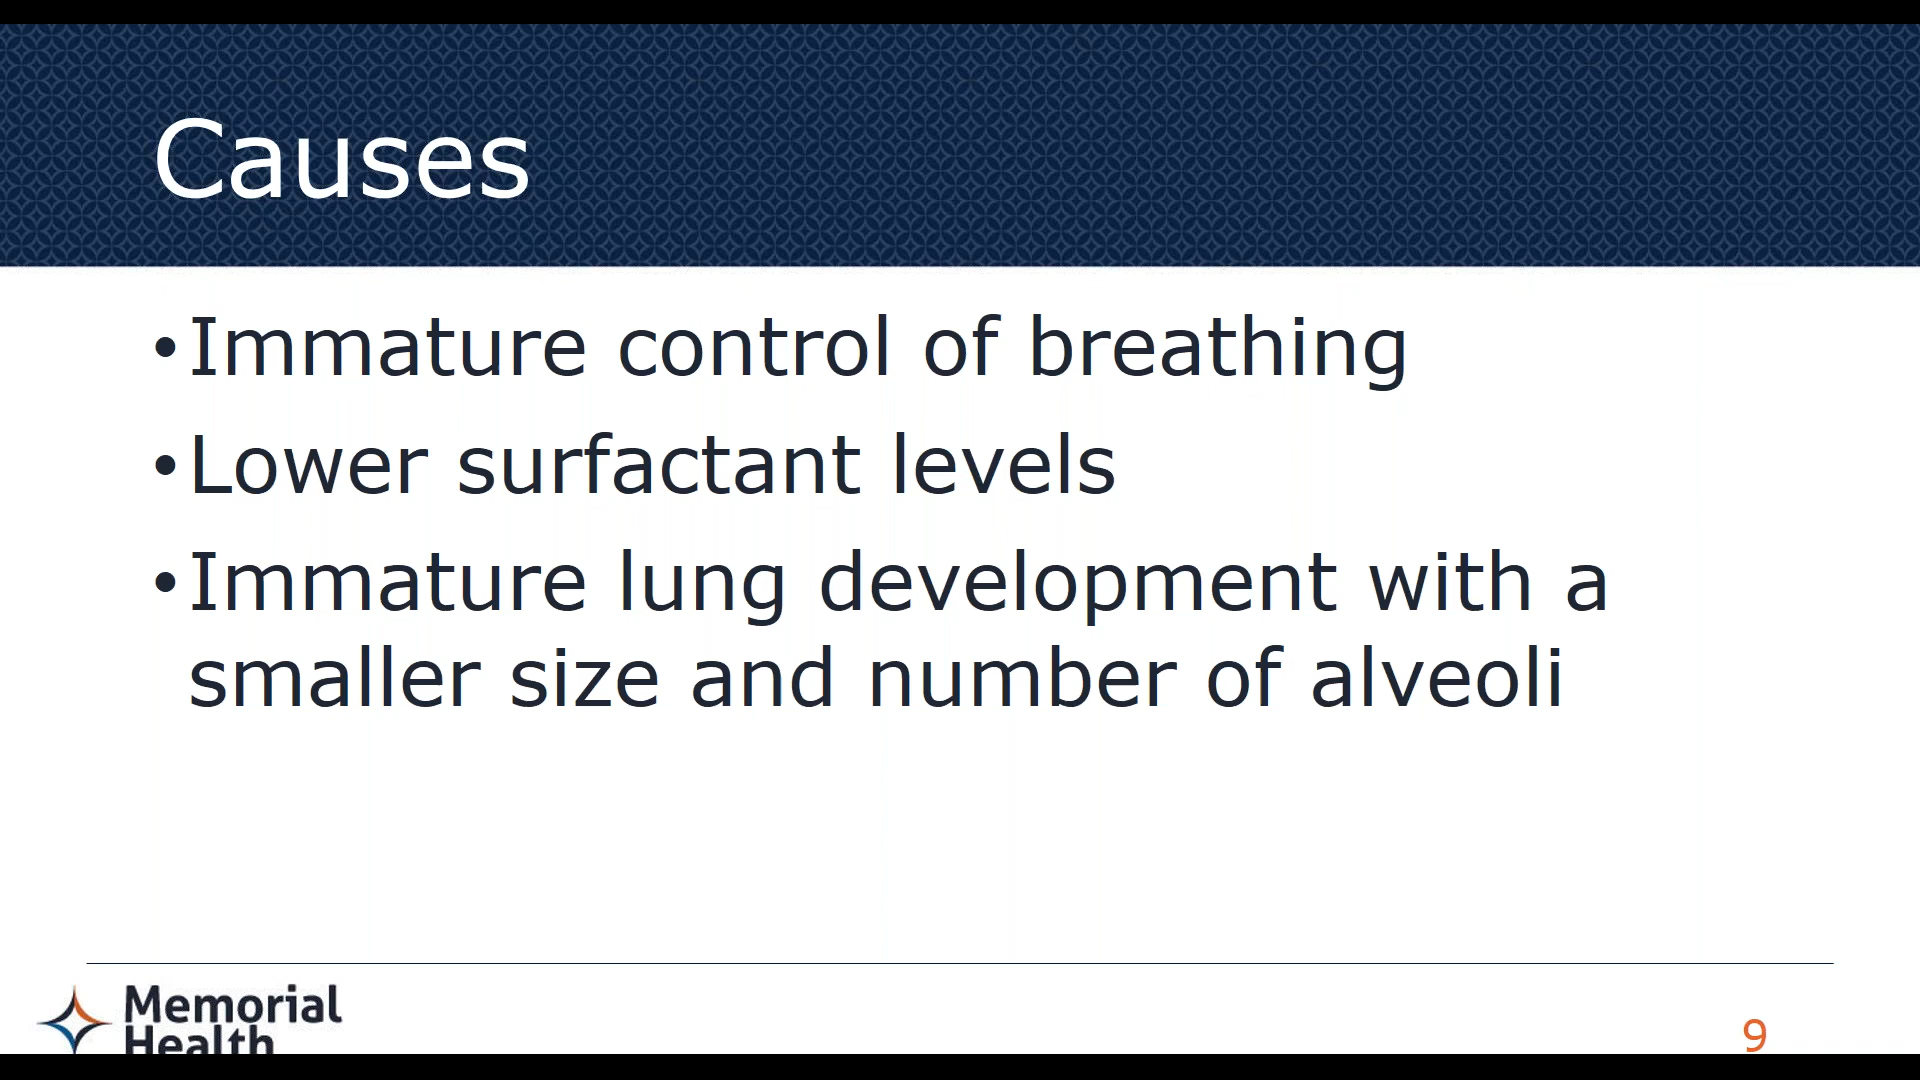 Causes
•Immature control of breathing
•Lower surfactant levels
•Immature lung development with a
smaller size and number of alveoli
Memorial
Health
9